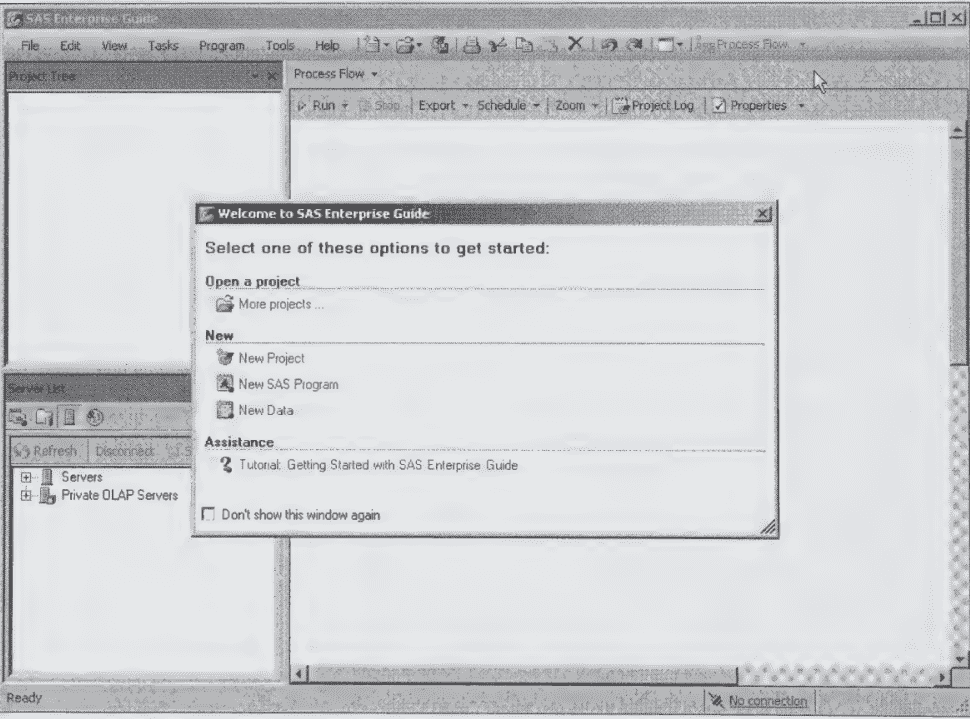 SAS Enterprise Guide
File Edit View Tasks Program Tools Help Process Flow
Project Tree
Process Flow
Run Stop Export Schedule Zoom Project Log Properties
Welcome to SAS Enterprise Guide
Select one of these options to get started:
Open a project
More projects ...
New
New Project
New SAS Program
New Data
Assistance
Tutorial: Getting Started with SAS Enterprise Guide
Don't show this window again
Server List
Refresh Disconnect S
Servers
Private OLAP Servers
Ready
No connection